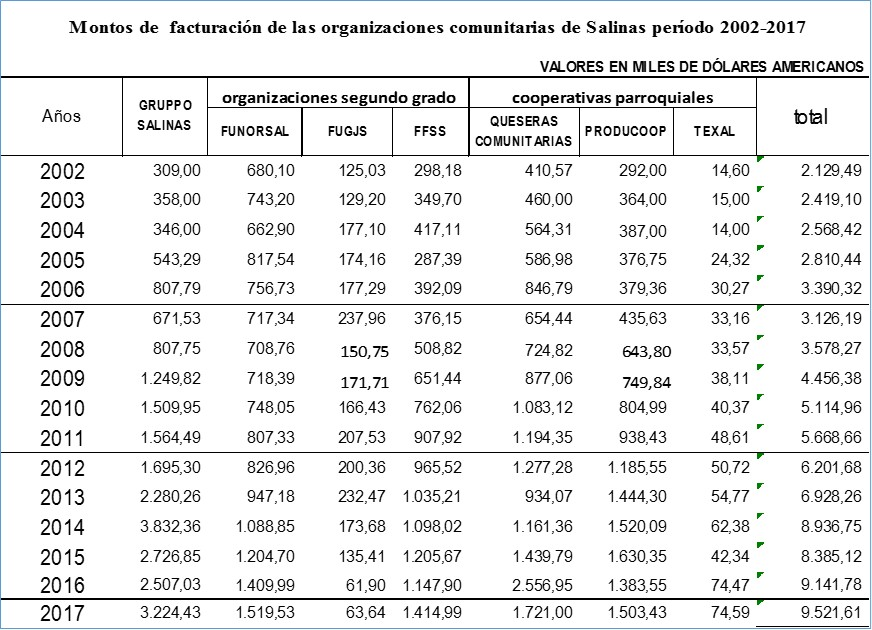 Montos de facturación de las organizaciones comunitarias de Salinas período 2002-2017
VALORES EN MILES DE DÓLARES AMERICANOS
Años GRUPPO SALINAS organizaciones segundo grado cooperativas parroquiales total
FUNORSAL FUGJS FFSS QUESERAS COMUNITARIAS PRODUCOOP TEXAL
2002 309,00 680,10 125,03 298,18 410,57 292,00 14,60 2.129,49
2003 358,00 743,20 129,20 349,70 460,00 364,00 15,00 2.419,10
2004 346,00 662,90 177,10 417,11 564,31 387,00 14,00 2.568,42
2005 543,29 817,54 174,16 287,39 586,98 376,75 24,32 2.810,44
2006 807,79 756,73 177,29 392,09 846,79 379,36 30,27 3.390,32
2007 671,53 717,34 237,96 376,15 654,44 435,63 33,16 3.126,19
2008 807,75 708,76 150,75 508,82 724,82 643,80 33,57 3.578,27
2009 1.249,82 718,39 171,71 651,44 877,06 749,84 38,11 4.456,38
2010 1.509,95 748,05 166,43 762,06 1.083,12 804,99 40,37 5.114,96
2011 1.564,49 807,33 207,53 907,92 1.194,35 938,43 48,61 5.668,66
2012 1.695,30 826,96 200,36 965,52 1.277,28 1.185,55 50,72 6.201,68
2013 2.280,26 947,18 232,47 1.035,21 934,07 1.444,30 54,77 6.928,26
2014 3.832,36 1.088,85 173,68 1.098,02 1.161,36 1.520,09 62,38 8.936,75
2015 2.726,85 1.204,70 135,41 1.205,67 1.439,79 1.630,35 42,34 8.385,12
2016 2.507,03 1.409,99 61,90 1.147,90 2.556,95 1.383,55 74,47 9.141,78
2017 3.224,43 1.519,53 63,64 1.414,99 1.721,00 1.503,43 74,59 9.521,61